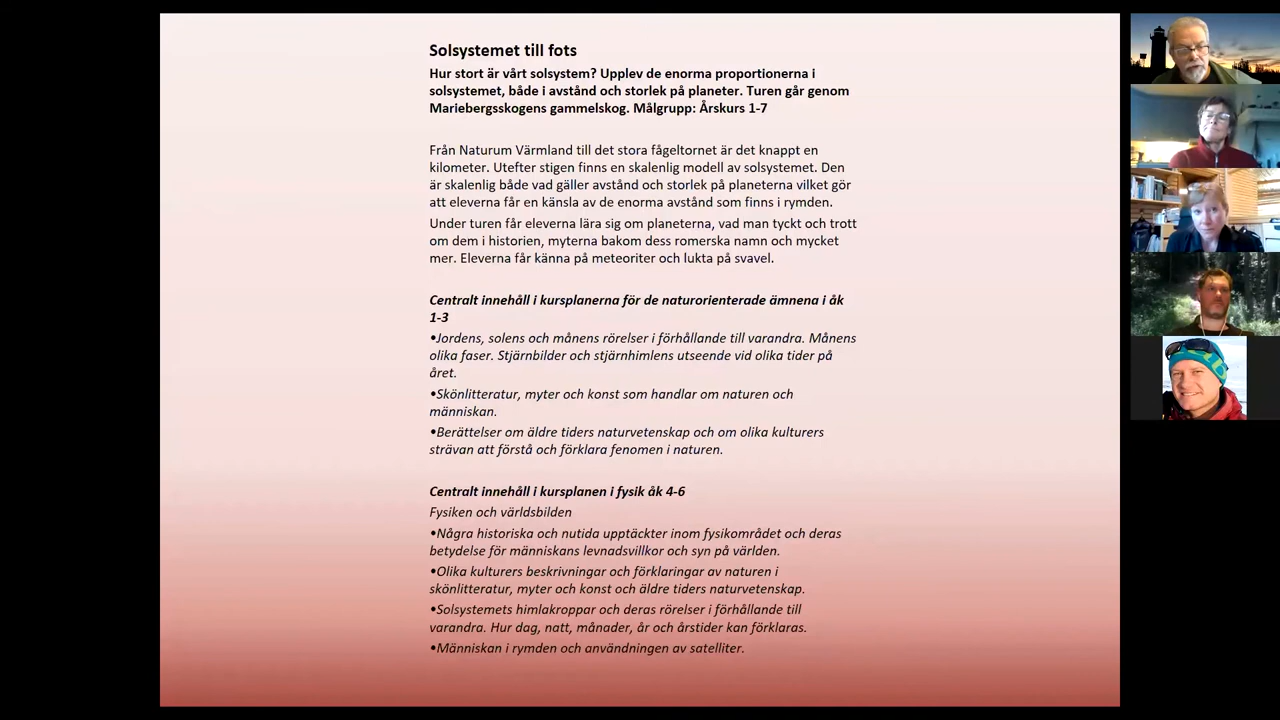 Solsystemet till fots
Hur stort är vårt solsystem? Upplev de enorma proportionerna i
solsystemet, både i avstånd och storlek på planeter. Turen går genom
Mariebergsskogens gammelskog. Målgrupp: Årskurs 1-7
Från Naturum Värmland till det stora fågeltornet är det knappt en
kilometer. Utefter stigen finns en skalenlig modell av solsystemet. Den
är skalenlig både vad gäller avstånd och storlek på planeterna vilket gör
att eleverna får en känsla av de enorma avstånd som finns i rymden.
Under turen får eleverna lära sig om planeterna, vad man tyckt och trott
om dem i historien, myterna bakom dess romerska namn och mycket
mer. Eleverna får känna på meteoriter och lukta på svavel.
Centralt innehåll i kursplanerna för de naturorienterade ämnena i åk
1-3
•Jordens, solens och månens rörelser i förhållande till varandra. Månens
olika faser. Stjärnbilder och stjärnhimlens utseende vid olika tider på
året.
•Skönlitteratur, myter och konst som handlar om naturen och
människan.
•Berättelser om äldre tiders naturvetenskap och om olika kulturers
strävan att förstå och förklara fenomen i naturen.
Centralt innehåll i kursplanen i fysik åk 4-6
Fysiken och världsbilden
•Några historiska och nutida upptäckter inom fysikområdet och deras
betydelse för människans levnadsvillkor och syn på världen.
•Olika kulturers beskrivningar och förklaringar av naturen i
skönlitteratur, myter och konst och äldre tiders naturvetenskap.
•Solsystemets himlakroppar och deras rörelser i förhållande till
varandra. Hur dag, natt, månader, år och årstider kan förklaras.
•Människan i rymden och användningen av satelliter.